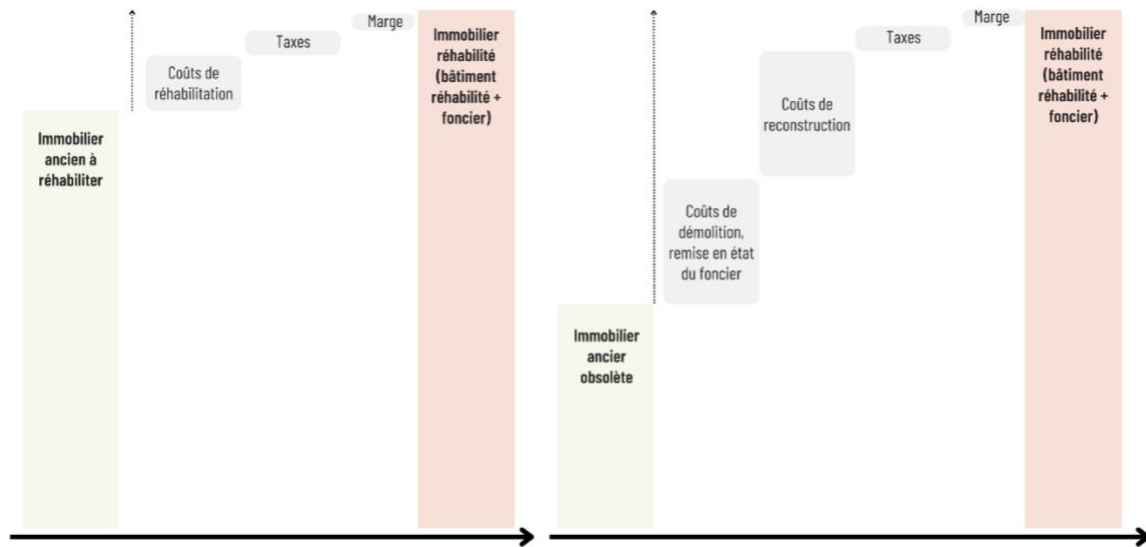 Marge
Taxes
Coûts de
réhabilitation
Immobilier
réhabilité
(bâtiment
réhabilité +
foncier)
Immobilier
ancien à
réhabiliter
Marge
Taxes
Coûts de
reconstruction
Coûts de
démolition,
remise en état
du foncier
Immobilier
réhabilité
(bâtiment
réhabilité +
foncier)
Immobilier
ancier
obsolète